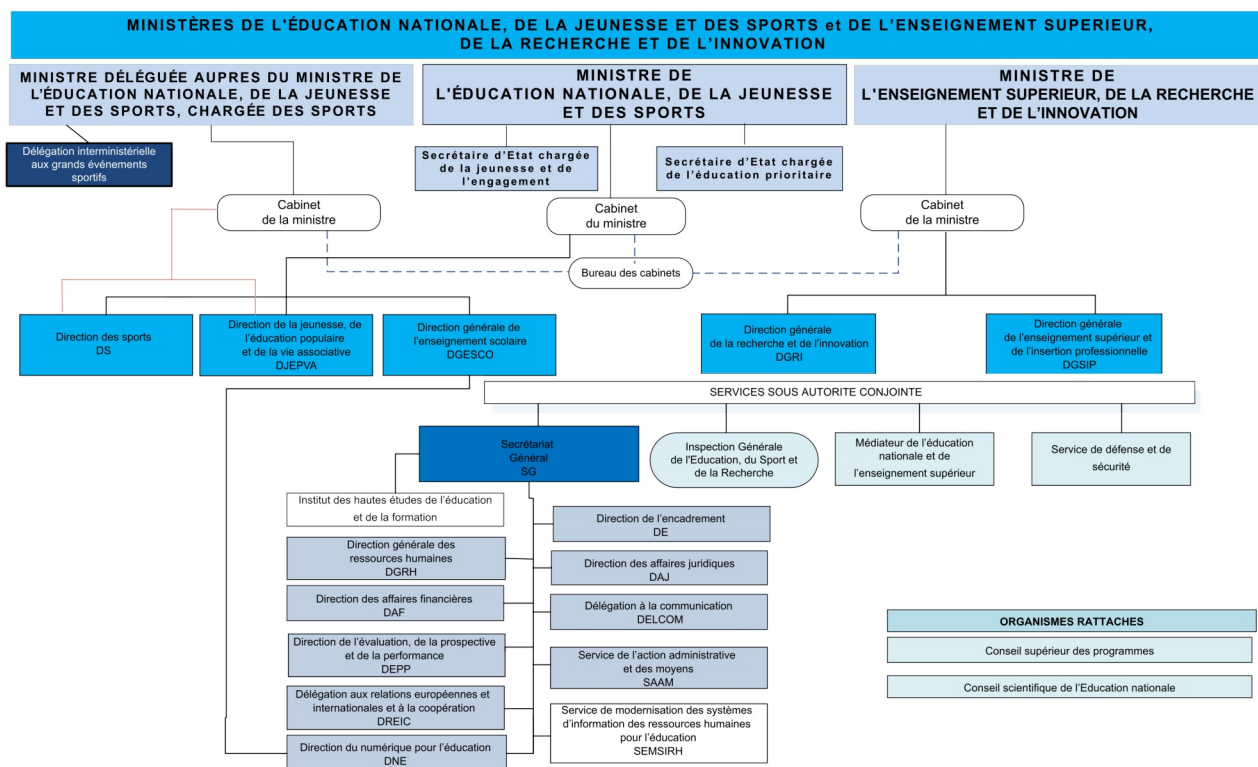 MINISTÈRES DE L'ÉDUCATION NATIONALE, DE LA JEUNESSE ET DES SPORTS et DE L'ENSEIGNEMENT SUPERIEUR,
DE LA RECHERCHE ET DE L'INNOVATION
MINISTRE DÉLÉGUÉE AUPRES DU MINISTRE DE
L'ÉDUCATION NATIONALE, DE LA JEUNESSE
ET DES SPORTS, CHARGÉE DES SPORTS
MINISTRE DE
L'ÉDUCATION NATIONALE, DE LA JEUNESSE
ET DES SPORTS
MINISTRE DE
L'ENSEIGNEMENT SUPERIEUR, DE LA RECHERCHE
ET DE L'INNOVATION
Délégation interministérielle
aux grands événements
sportifs
Secrétaire d'Etat chargée
de la jeunesse et de
l'engagement
Secrétaire d'Etat chargée
de l'éducation prioritaire
Cabinet
de la ministre
Cabinet
du ministre
Cabinet
de la ministre
Bureau des cabinets
Direction des sports
DS
Direction de la jeunesse, de
l'éducation populaire
et de la vie associative
DJEPVA
Direction générale de
l'enseignement scolaire
DGESCO
Direction générale
de la recherche et de l'innovation
DGRI
Direction générale
de l'enseignement supérieur et
de l'insertion professionnelle
DGSIP
SERVICES SOUS AUTORITE CONJOINTE
Secrétariat
Général
SG
Inspection Générale
de l'Education, du Sport et
de la Recherche
Médiateur de l'éducation
nationale et de
l'enseignement supérieur
Service de défense et de
sécurité
Institut des hautes études de l'éducation
et de la formation
Direction générale des
ressources humaines
DGRH
Direction des affaires financières
DAF
Direction de l'évaluation, de la prospective
et de la performance
DEPP
Délégation aux relations européennes et
internationales et à la coopération
DREIC
Direction du numérique pour l'éducation
DNE
Direction de l'encadrement
DE
Direction des affaires juridiques
DAJ
Délégation à la communication
DELCOM
Service de l'action administrative
et des moyens
SAAM
Service de modernisation des systèmes
d'information des ressources humaines
pour l'éducation
SEMSIRH
ORGANISMES RATTACHES
Conseil supérieur des programmes
Conseil scientifique de l'Education nationale